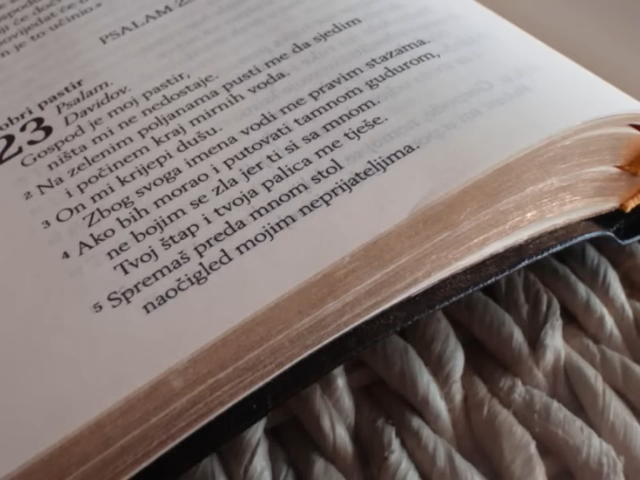 n je to učinio.«
PSALAM
pastir
23 Psalam.
Davidov.
Gospod je moj pastir,
ništa mi ne nedostaje.
2 Na zelenim poljanama pusti me da sjedim
i počinem kraj mirnih voda.
3 On mi krijepi dušu.
Zbog svoga imena vodi me pravim stazama.
4 Ako bih morao i putovati tamnom gudurom,
ne bojim se zla jer ti si sa mnom.
Tvoj štap i tvoja palica me tješe.
5 Spremaš preda mnom stol
naočigled mojim neprijateljima.